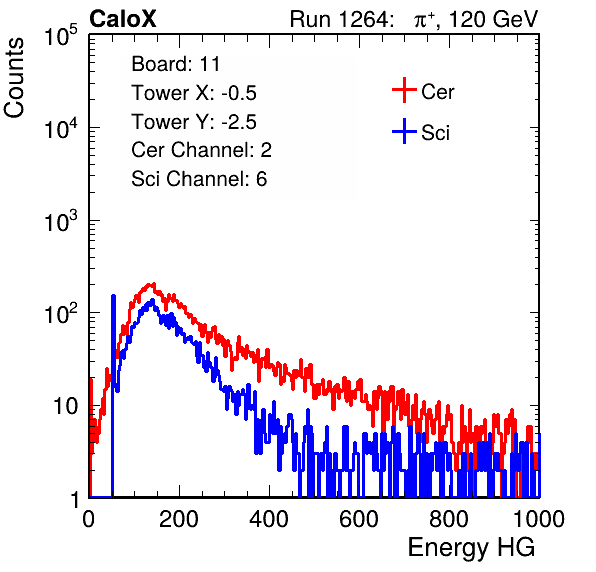 CaloX Run 1264: π⁺, 120 GeV
Counts
10⁵
10⁴
10³
10²
10
1
Board: 11
Tower X: -0.5
Tower Y: -2.5
Cer Channel: 2
Sci Channel: 6
Cer
Sci
0 200 400 600 800 1000
Energy HG